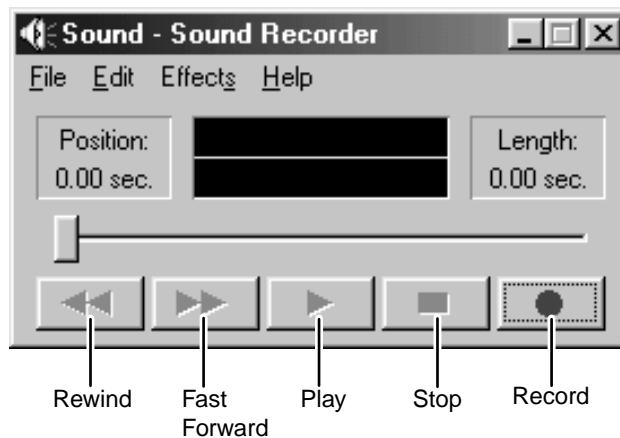 Sound - Sound Recorder
File Edit Effects Help
Position:
0.00 sec.
Length:
0.00 sec.
Rewind
Fast
Forward
Play
Stop
Record